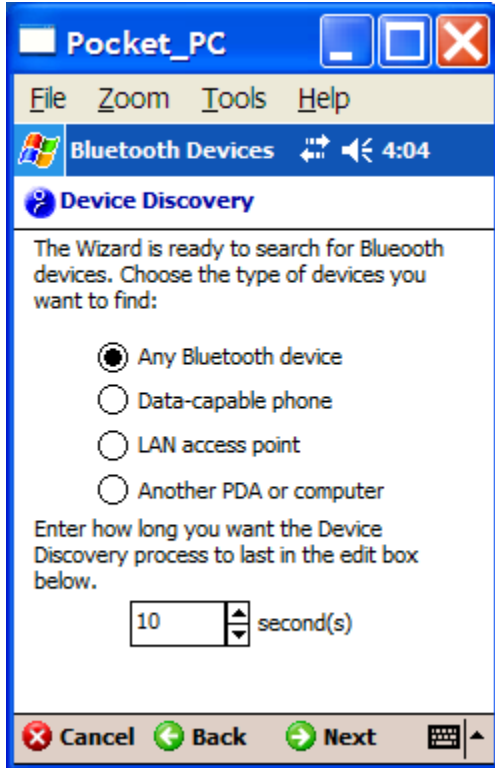 Pocket_PC
File Zoom Tools Help
Bluetooth Devices 4:04
Device Discovery
The Wizard is ready to search for Blueooth
devices. Choose the type of devices you
want to find:
Any Bluetooth device
Data-capable phone
LAN access point
Another PDA or computer
Enter how long you want the Device
Discovery process to last in the edit box
below.
10 second(s)
Cancel Back Next